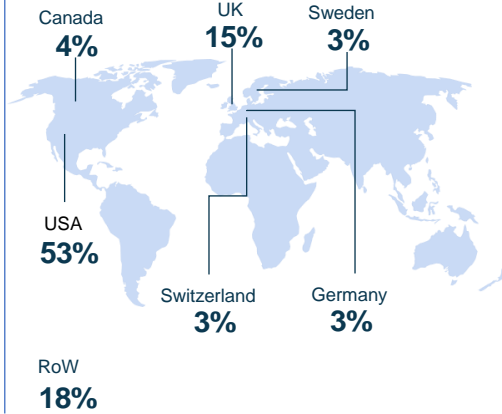 Canada
4%
UK
15%
Sweden
3%
USA
53%
Switzerland
3%
Germany
3%
RoW
18%